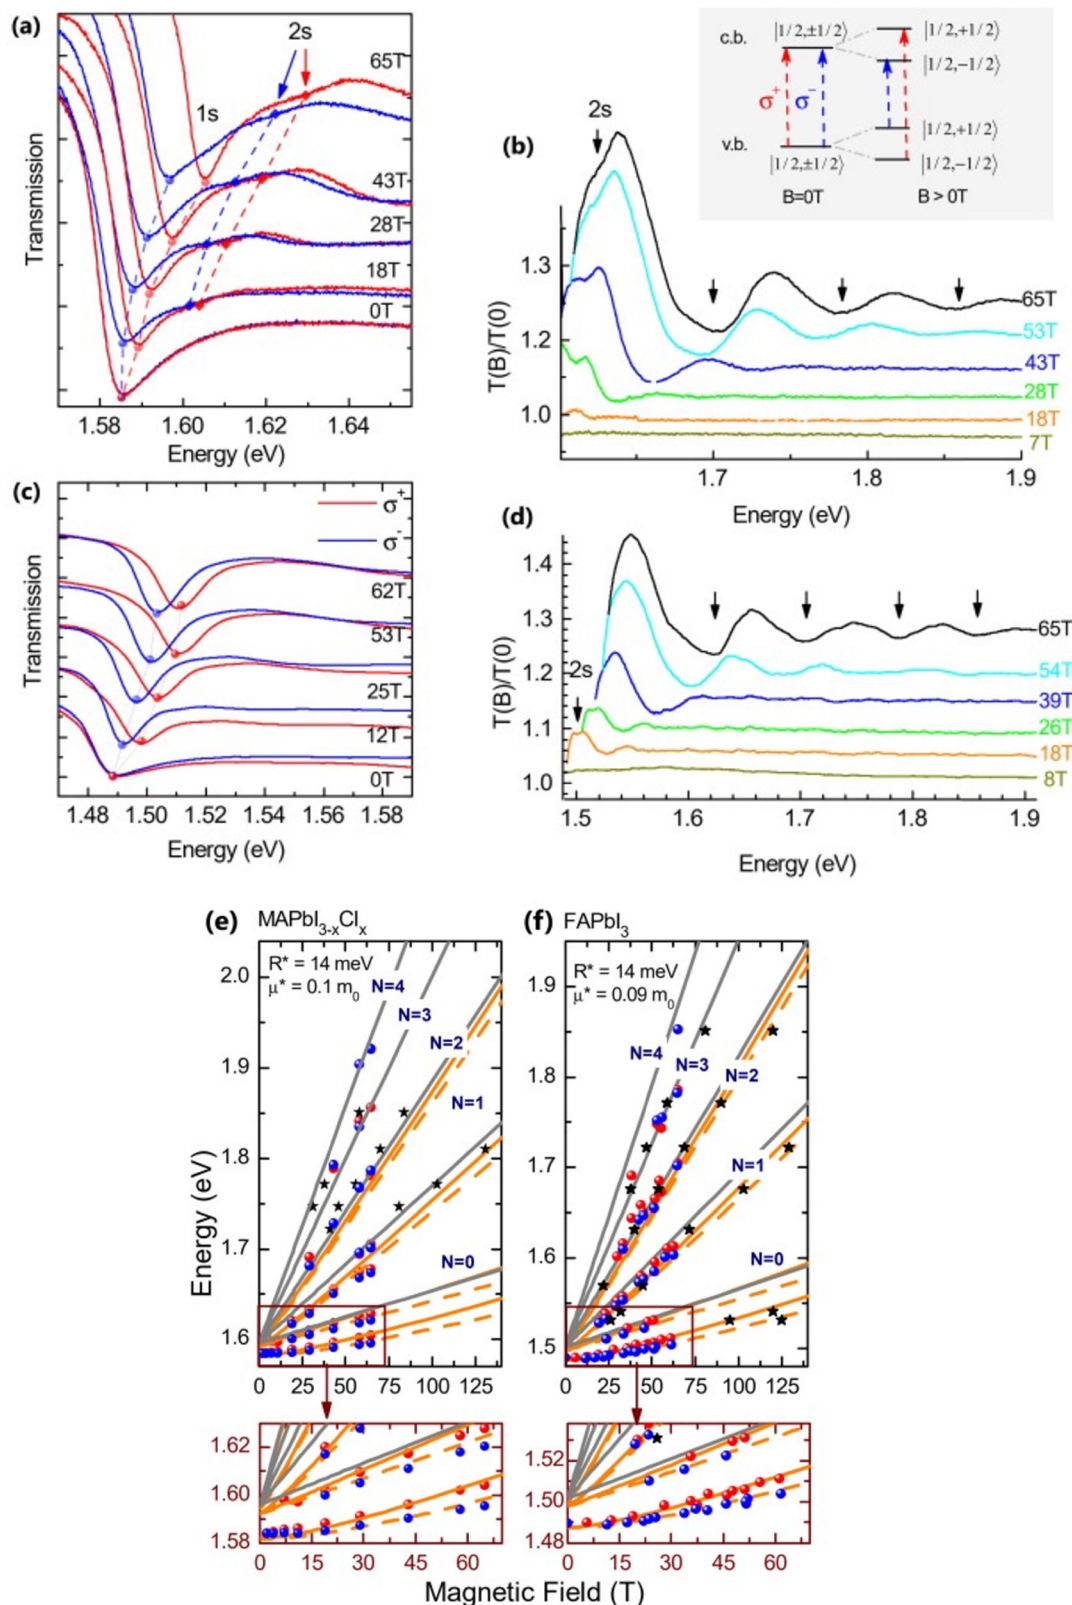 (a)
2s
65T
1s
43T
28T
18T
0T
Transmission
1.58 1.60 1.62 1.64
Energy (eV)
c.b.
|1/2,±1/2⟩
|1/2,+1/2⟩
|1/2,-1/2⟩
σ+ σ-
v.b.
|1/2,+1/2⟩
|1/2,±1/2⟩
|1/2,-1/2⟩
B=0T B > 0T
(b)
2s
T(B)/T(0)
1.3
1.2
1.0
65T
53T
43T
28T
18T
7T
1.7 1.8 1.9
Energy (eV)
(c)
σ+
σ-
62T
53T
25T
12T
0T
Transmission
1.48 1.50 1.52 1.54 1.56 1.58
Energy (eV)
(d)
2s
T(B)/T(0)
1.4
1.3
1.2
1.1
1.0
65T
54T
39T
26T
18T
8T
1.5 1.6 1.7 1.8 1.9
Energy (eV)
(e) MAPbI3-xClx
R* = 14 meV
μ* = 0.1 m0
N=4
N=3
N=2
N=1
N=0
Energy (eV)
2.0
1.9
1.8
1.7
1.6
0 25 50 75 100 125
1.62
1.60
1.58
0 15 30 45 60
(f) FAPbI3
R* = 14 meV
μ* = 0.09 m0
N=4
N=3
N=2
N=1
N=0
1.9
1.8
1.7
1.6
1.5
0 25 50 75 100 125
1.52
1.50
1.48
0 15 30 45 60
Magnetic Field (T)